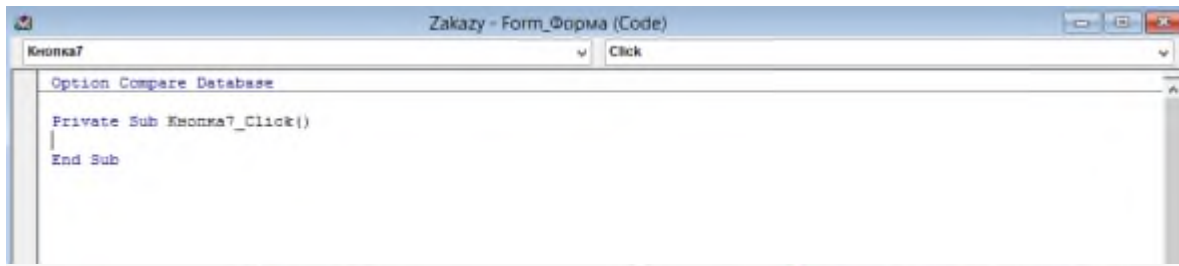 Zakazy - Form_Форма (Code)
Кнопка7 Click
Option Compare Database
Private Sub Кнопка7_Click()
End Sub